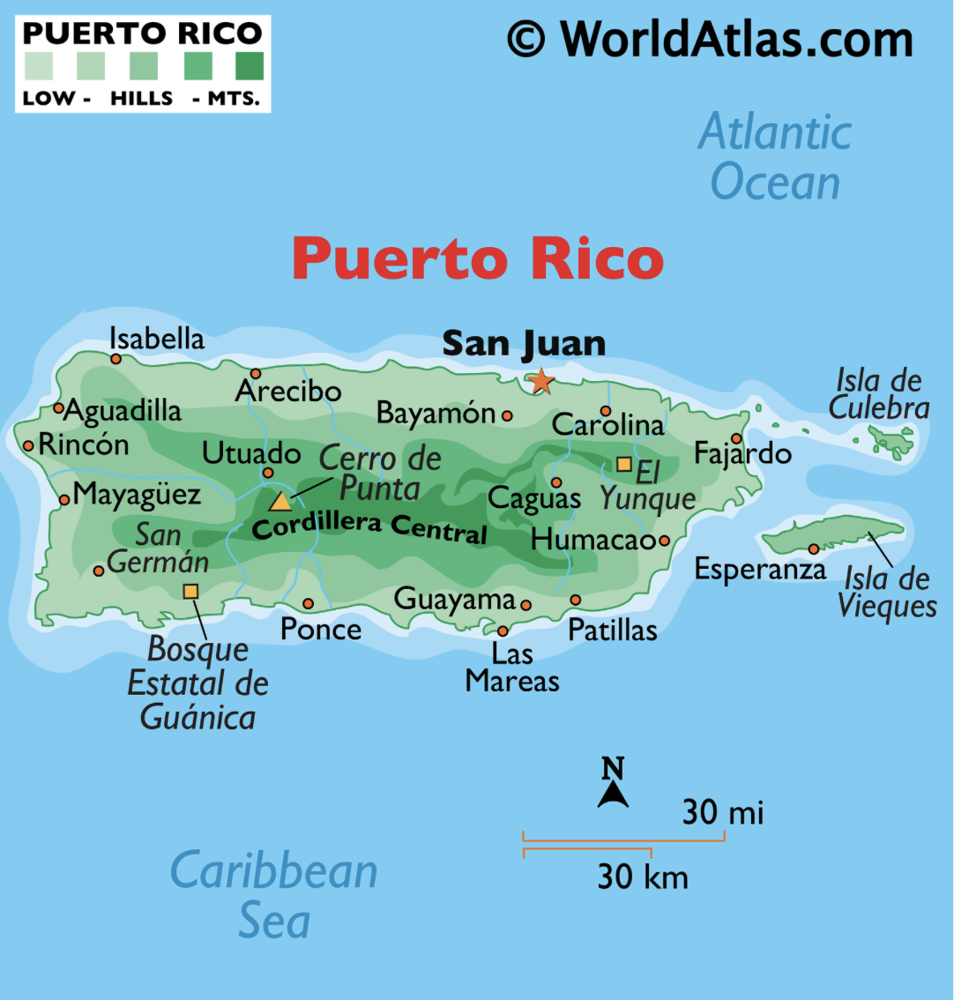 PUERTO RICO
LOW - HILLS - MTS.
© WorldAtlas.com
Atlantic
Ocean
Puerto Rico
Isabella
San Juan
Arecibo
Isla de
Culebra
Aguadilla
Bayamón
Carolina
Rincón
Utuado
Cerro de
Punta
Fajardo
El
Yunque
Mayagüez
Caguas
Cordillera Central
San
Germán
Humacao
Esperanza
Isla de
Vieques
Guayama
Ponce
Patillas
Las
Mareas
Bosque
Estatal de
Guánica
N
30 mi
30 km
Caribbean
Sea